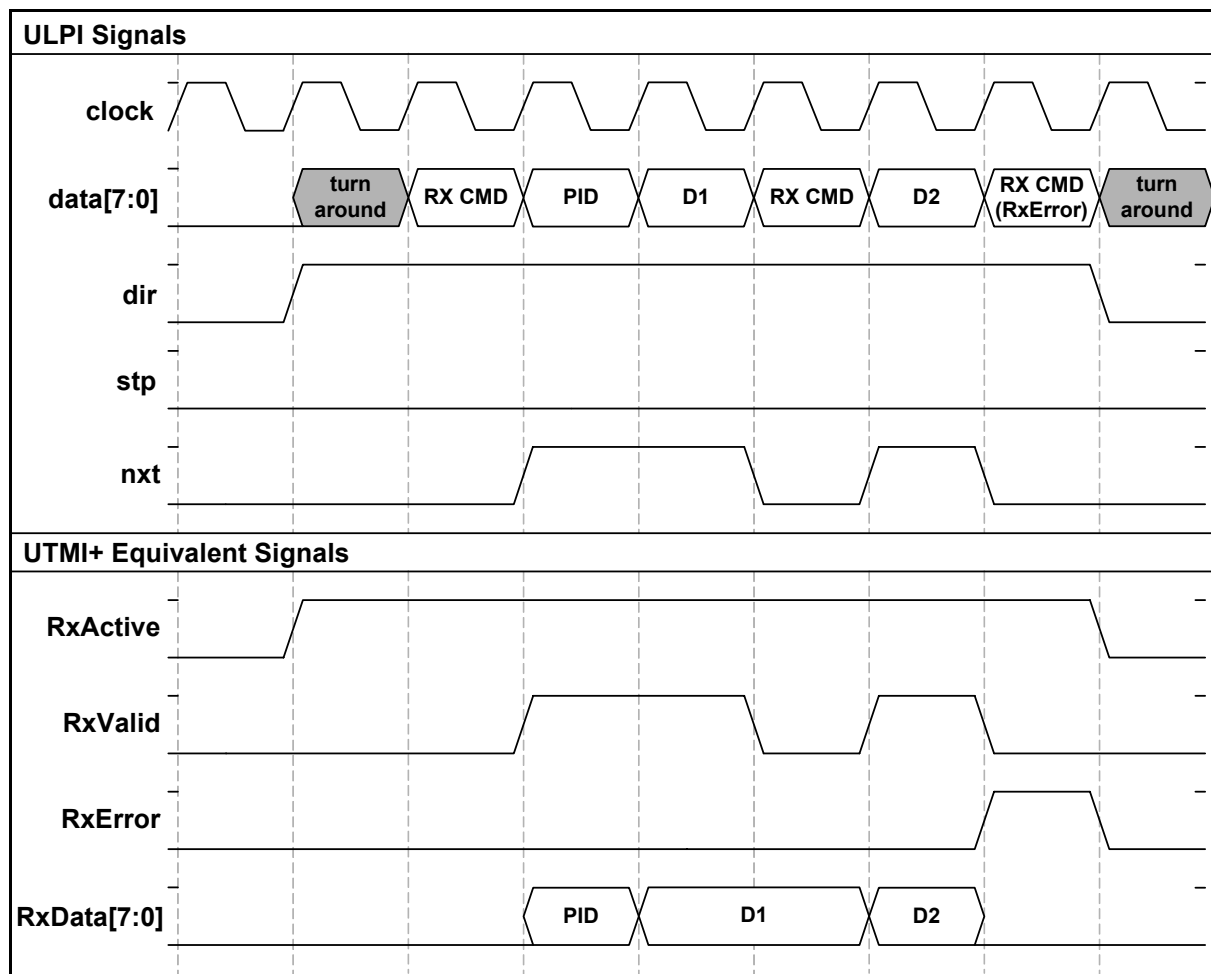 ULPI Signals
clock
data[7:0]
turn
around
RX CMD
PID
D1
RX CMD
D2
RX CMD
(RxError)
turn
around
dir
stp
nxt
UTMI+ Equivalent Signals
RxActive
RxValid
RxError
RxData[7:0]
PID
D1
D2